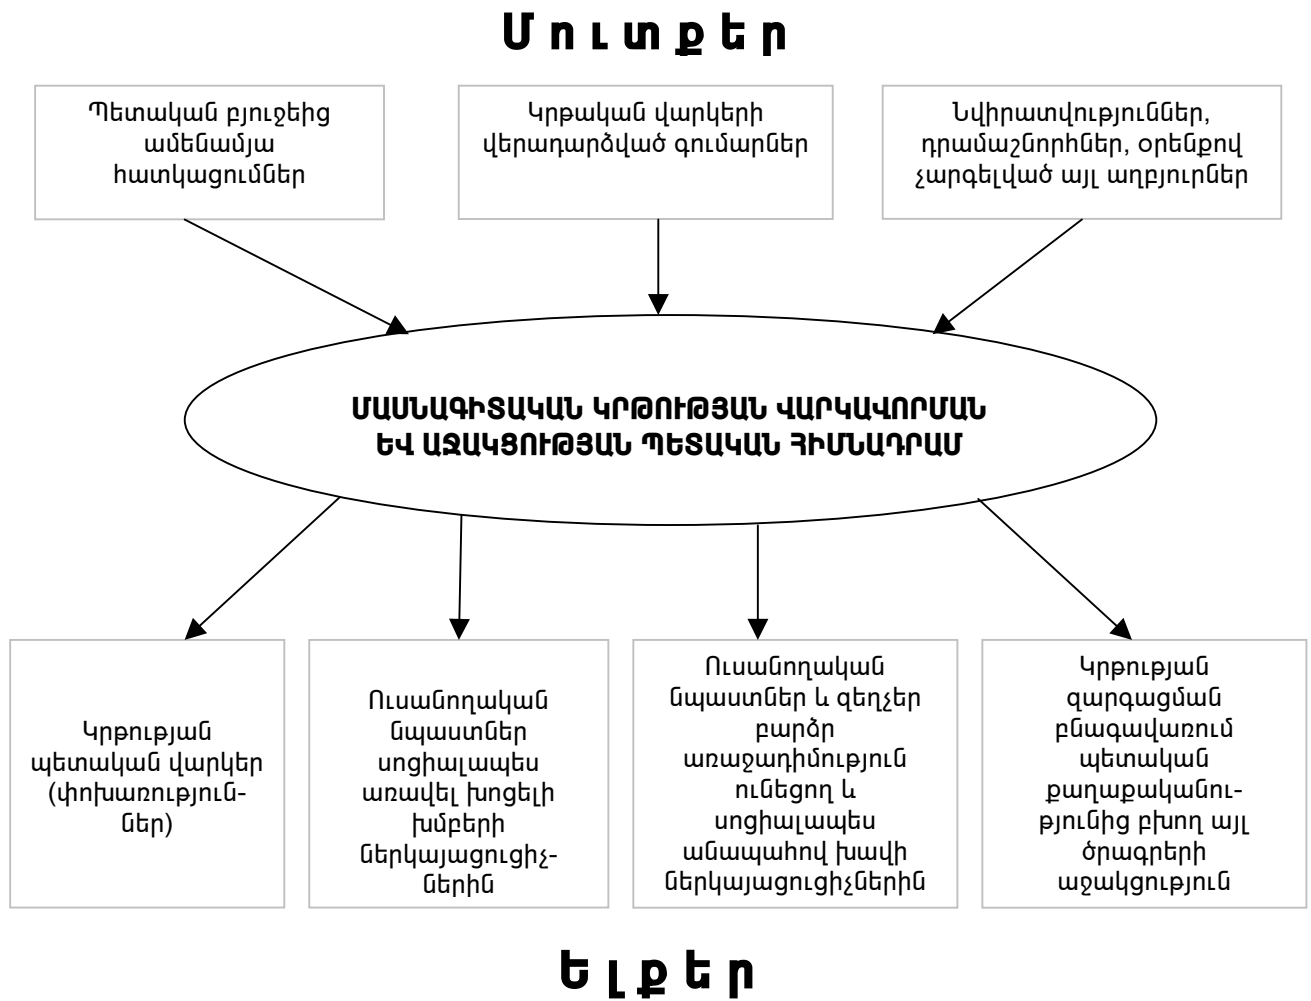 Մուտքեր
Պետական բյուջեից
ամենամյա
հատկացումներ
Կրթական վարկերի
վերադարձված գումարներ
Նվիրատվություններ,
դրամաշնորհներ, օրենքով
չարգելված այլ աղբյուրներ
ՄԱՍՆԱԳԻՏԱԿԱՆ ԿՐԹՈՒԹՅԱՆ ՎԱՐԿԱՎՈՐՄԱՆ
ԵՎ ԱՋԱԿՑՈՒԹՅԱՆ ՊԵՏԱԿԱՆ ՀԻՄՆԱԴՐԱՄ
Կրթության
պետական վարկեր
(փոխառություն-
ներ)
Ուսանողական
նպաստներ
սոցիալապես
առավել խոցելի
խմբերի
ներկայացուցիչ-
ներին
Ուսանողական
նպաստներ և զեղչեր
բարձր
առաջադիմություն
ունեցող և
սոցիալապես
անապահով խավի
ներկայացուցիչներին
Կրթության
զարգացման
բնագավառում
պետական
քաղաքականու-
թյունից բխող այլ
ծրագրերի
աջակցություն
Ելքեր